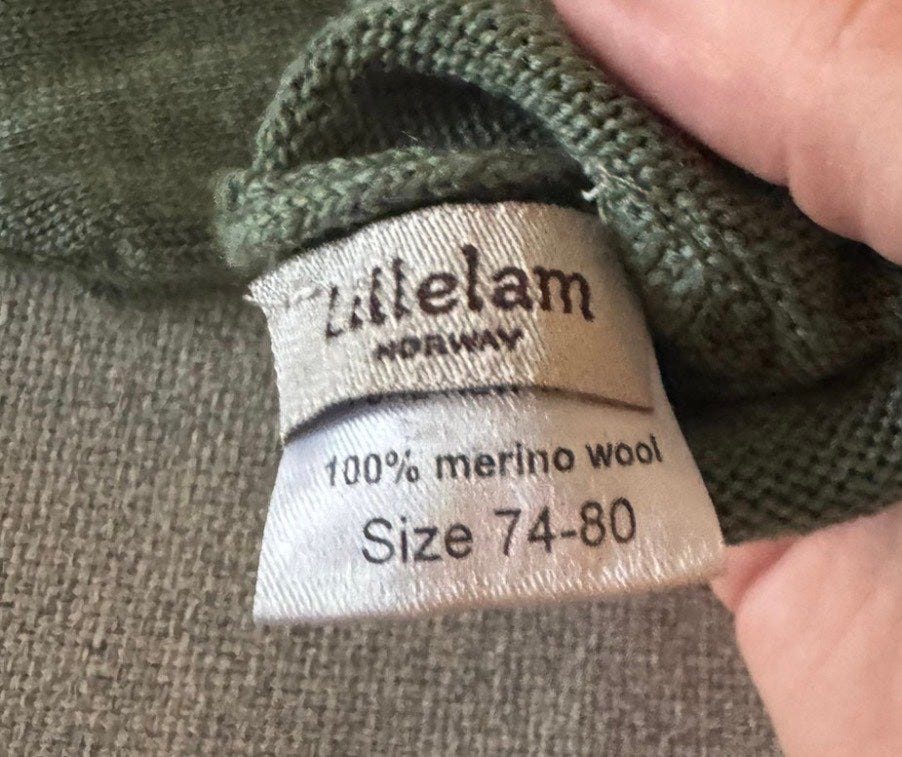 Lillelam
NORWAY
100% merino wool
Size 74-80